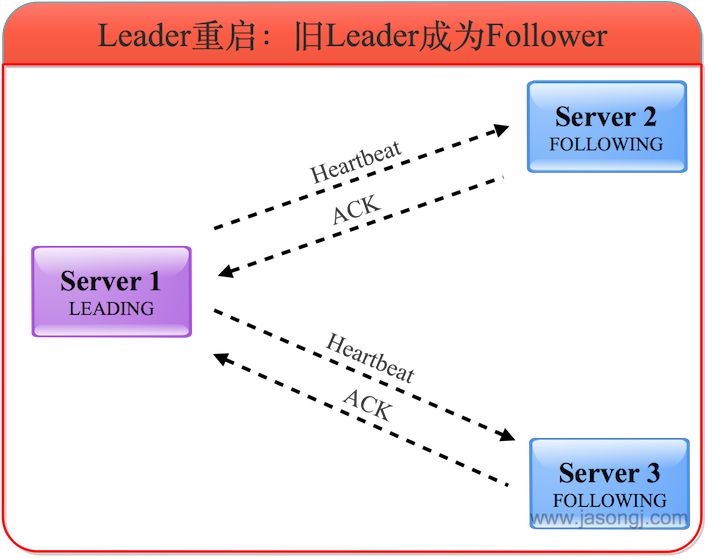 Leader重启：旧Leader成为Follower
Server 2
FOLLOWING
Heartbeat
ACK
Server 1
LEADING
Heartbeat
ACK
Server 3
FOLLOWING
www.jasongj.com